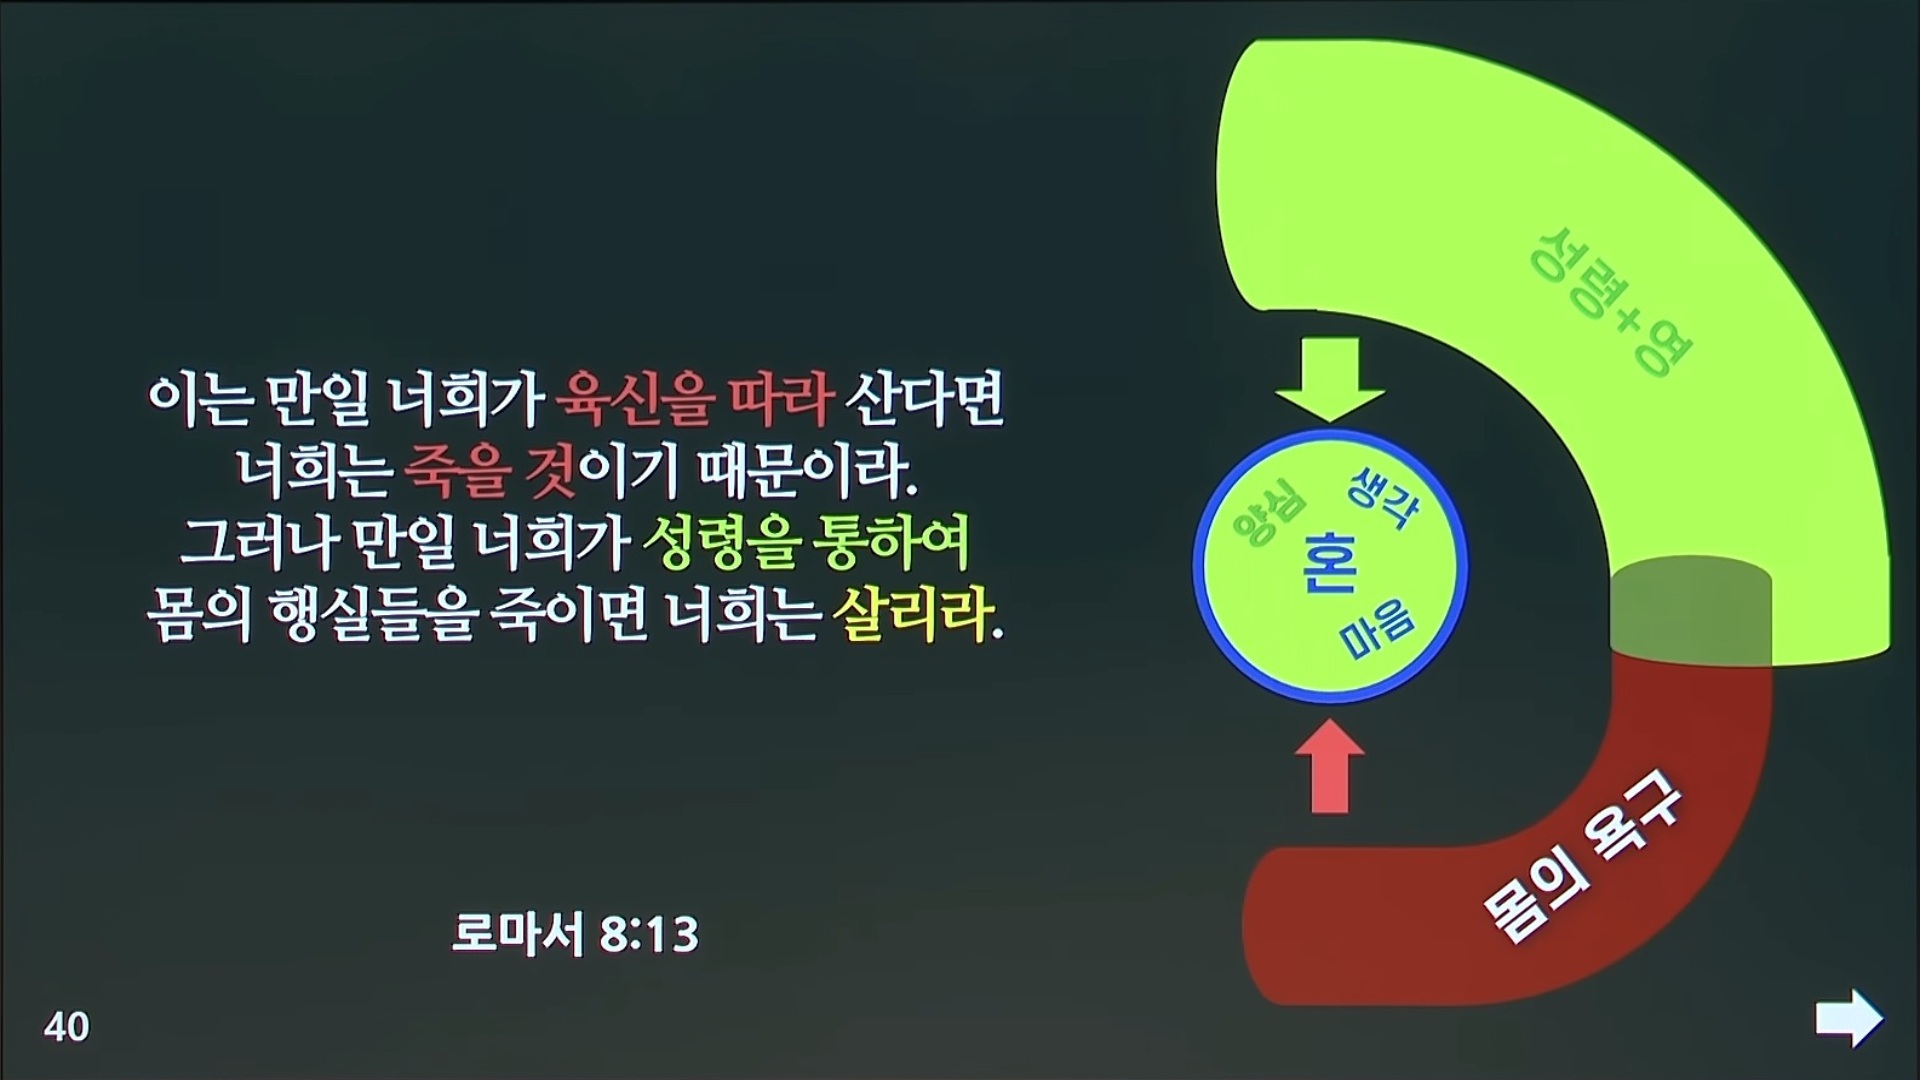 이는 만일 너희가 육신을 따라 산다면
너희는 죽을 것이기 때문이라.
그러나 만일 너희가 성령을 통하여
몸의 행실들을 죽이면 너희는 살리라.
로마서 8:13
40
성령+영
양심
생각
혼
마음
몸의 욕구